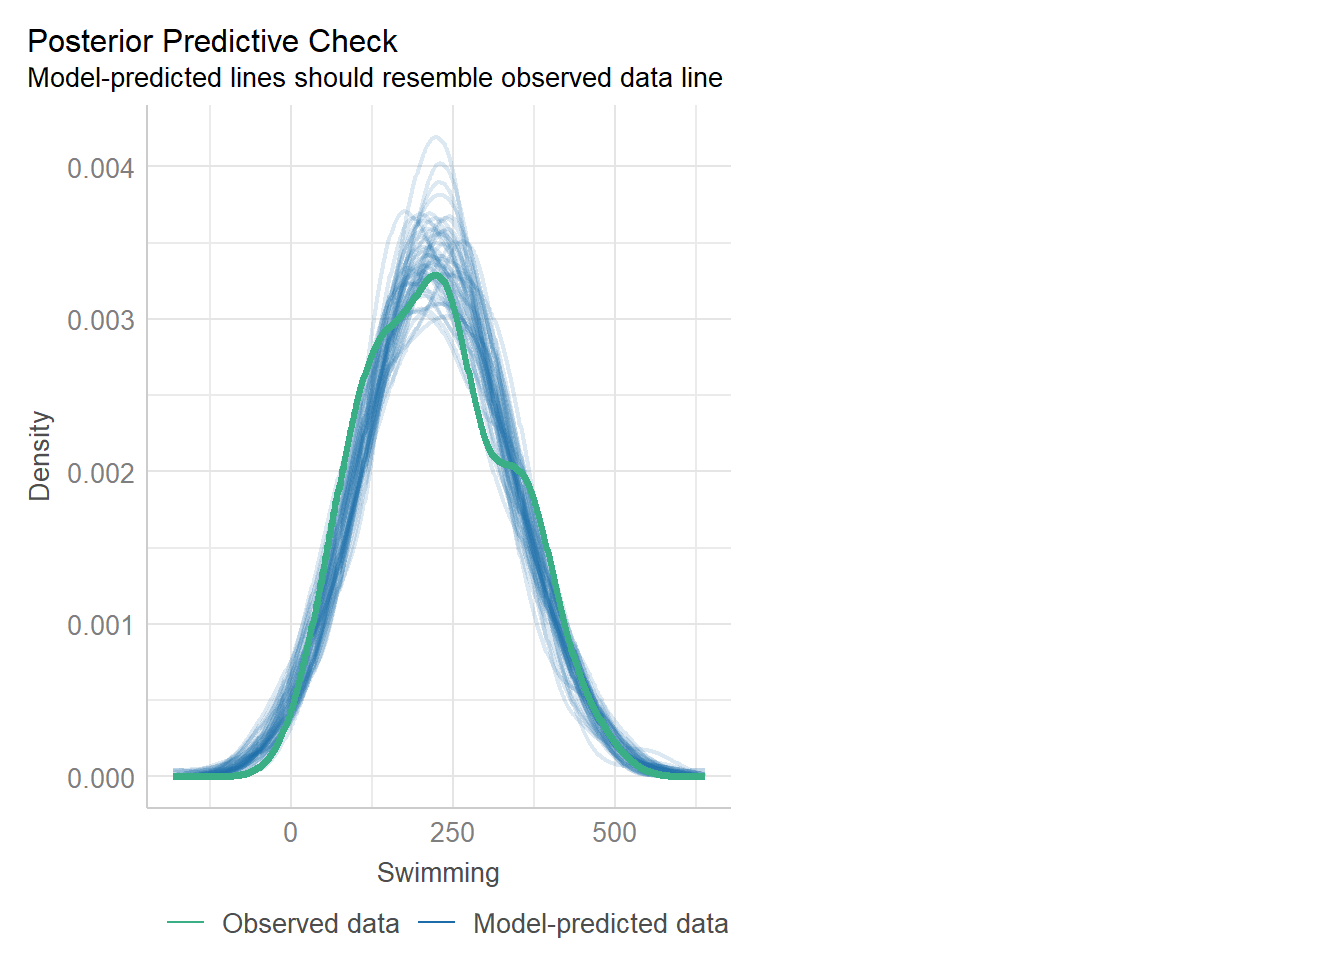 Posterior Predictive Check
Model-predicted lines should resemble observed data line
0.004
0.003
0.002
0.001
0.000
Density
0 250 500
Swimming
Observed data Model-predicted data